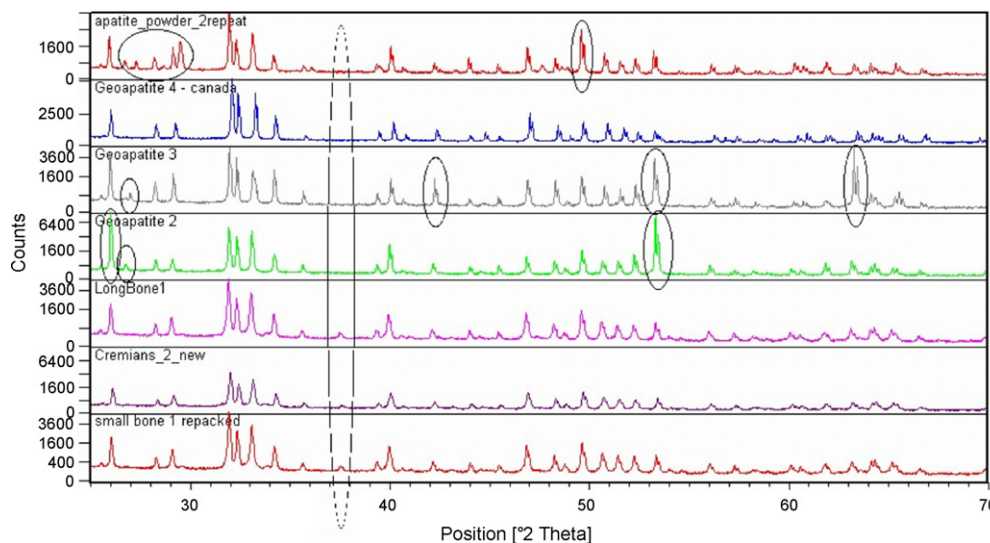 apatite_powder_2repeat
1600
0
Geoapatite 4 - canada
2500
0
Geoapatite 3
3600
1600
0
Geoapatite 2
6400
1600
0
LongBone1
3600
1600
0
Cremians_2_new
6400
1600
0
small bone 1 repacked
3600
400
0
Counts
30
40
50
60
70
Position [°2 Theta]